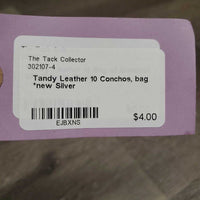 The Tack Collector
302107-4
Tandy Leather 10 Conchos, bag
*new Silver
EJBXNS
$4.00